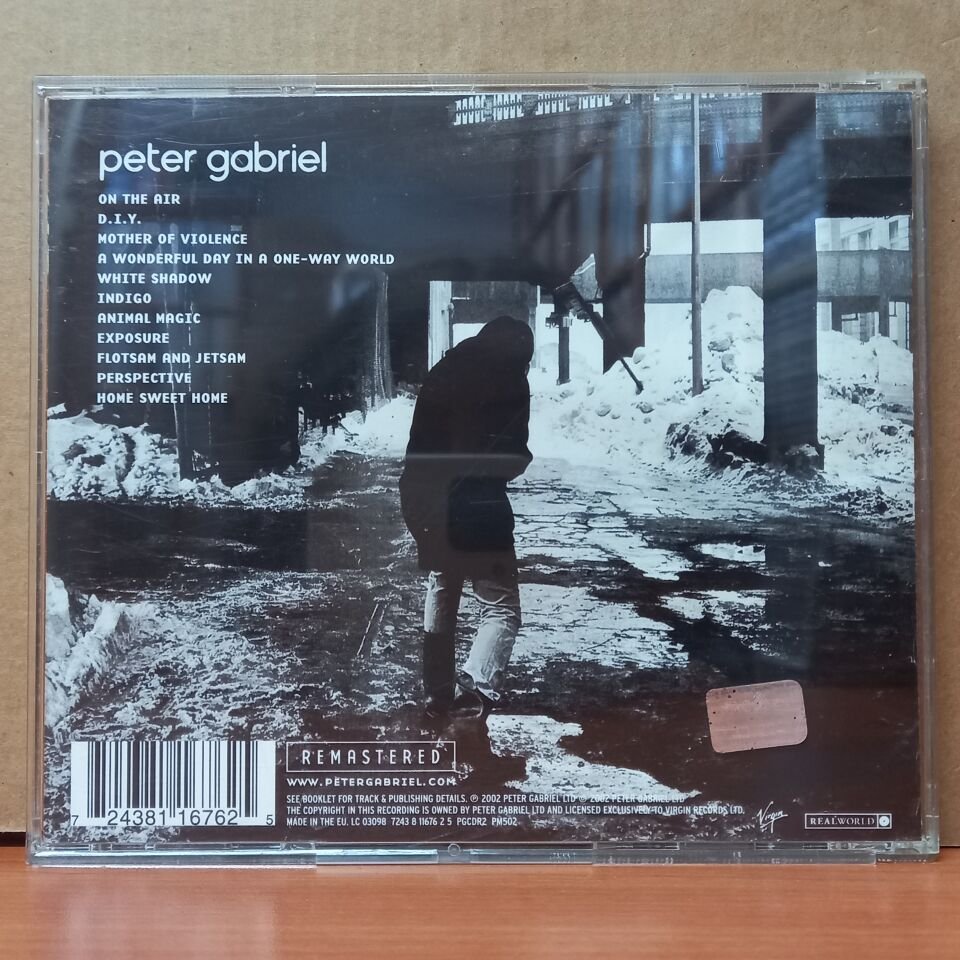 peter gabriel
ON THE AIR
D.I.Y.
MOTHER OF VIOLENCE
A WONDERFUL DAY IN A ONE-WAY WORLD
WHITE SHADOW
INDIGO
ANIMAL MAGIC
EXPOSURE
FLOTSAM AND JETSAM
PERSPECTIVE
HOME SWEET HOME
REMASTERED
WWW.PETERGABRIEL.COM
SEE BOOKLET FOR TRACK & PUBLISHING DETAILS. ℗ 2002 PETER GABRIEL LTD © 2002 PETER GABRIEL LTD
THE COPYRIGHT IN THIS RECORDING IS OWNED BY PETER GABRIEL LTD AND LICENSED EXCLUSIVELY TO VIRGIN RECORDS LTD.
MADE IN THE EU. LC 03098 7243 8 11676 2 5 PGCDR2 PM502
7 24381 16762 5
Virgin
REALWORLD